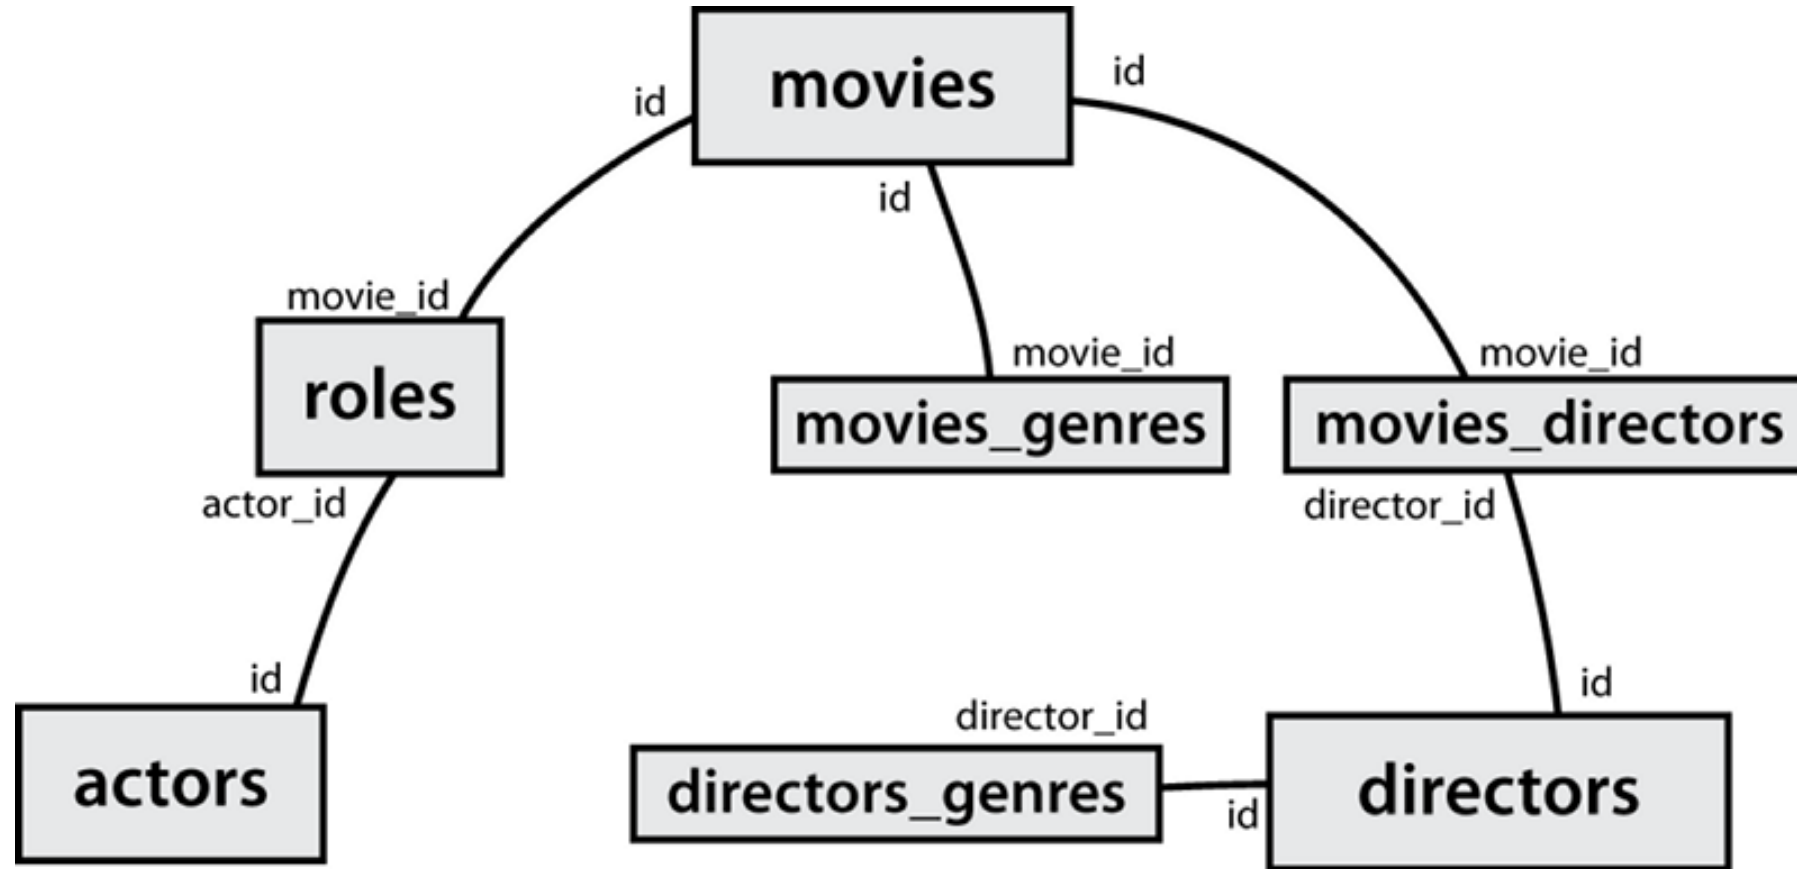 movies
id
id
id
movie_id
roles
movie_id
movies_genres
movie_id
movies_directors
actor_id
director_id
id
actors
director_id
directors_genres
id
id
directors